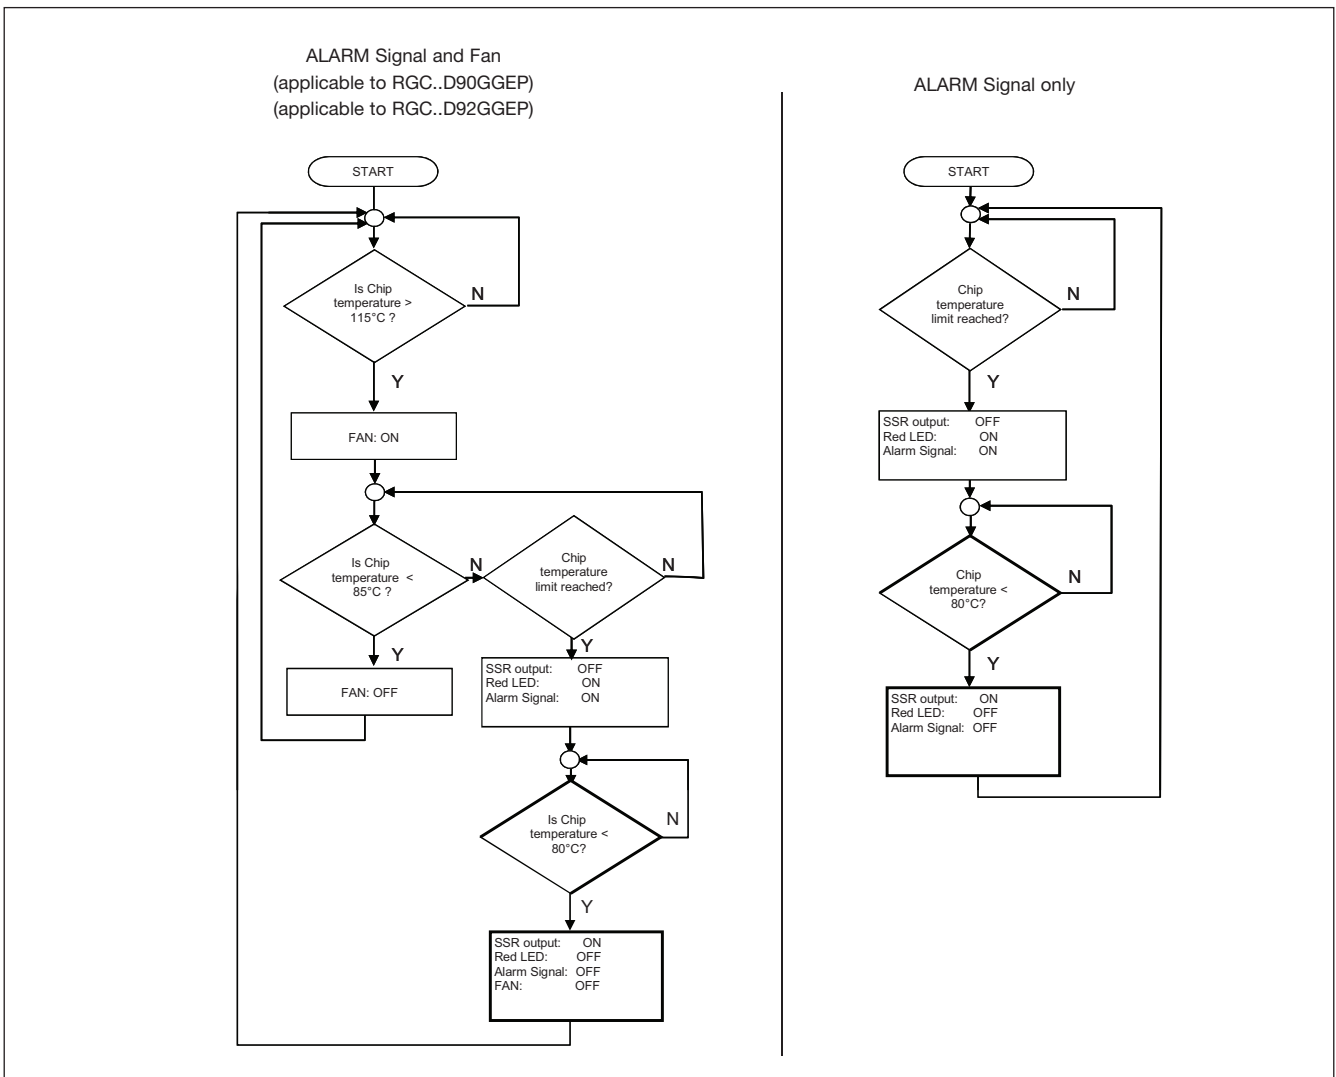 ALARM Signal and Fan
(applicable to RGC..D90GGEP)
(applicable to RGC..D92GGEP)
START
Is Chip
temperature >
115°C ?
N
Y
FAN: ON
Is Chip
temperature <
85°C ?
N
Y
FAN: OFF
Chip
temperature
limit reached?
N
Y
SSR output: OFF
Red LED: ON
Alarm Signal: ON
Is Chip
temperature <
80°C?
N
Y
SSR output: ON
Red LED: OFF
Alarm Signal: OFF
FAN: OFF
ALARM Signal only
START
Chip
temperature
limit reached?
N
Y
SSR output: OFF
Red LED: ON
Alarm Signal: ON
Chip
temperature <
80°C?
N
Y
SSR output: ON
Red LED: OFF
Alarm Signal: OFF